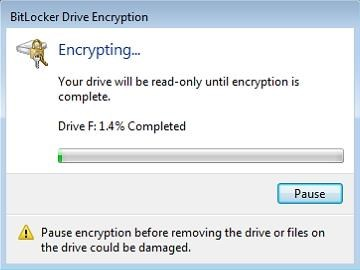 BitLocker Drive Encryption
Encrypting...
Your drive will be read-only until encryption is
complete.
Drive F: 1.4% Completed
Pause
Pause encryption before removing the drive or files on
the drive could be damaged.